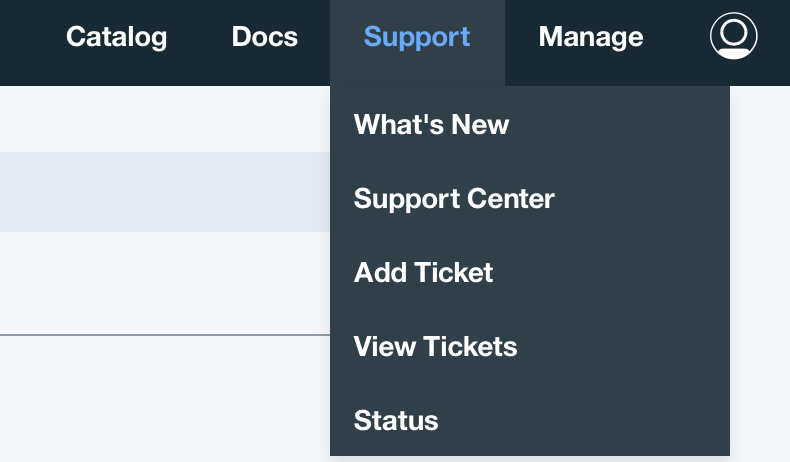 Catalog Docs Support Manage
What's New
Support Center
Add Ticket
View Tickets
Status